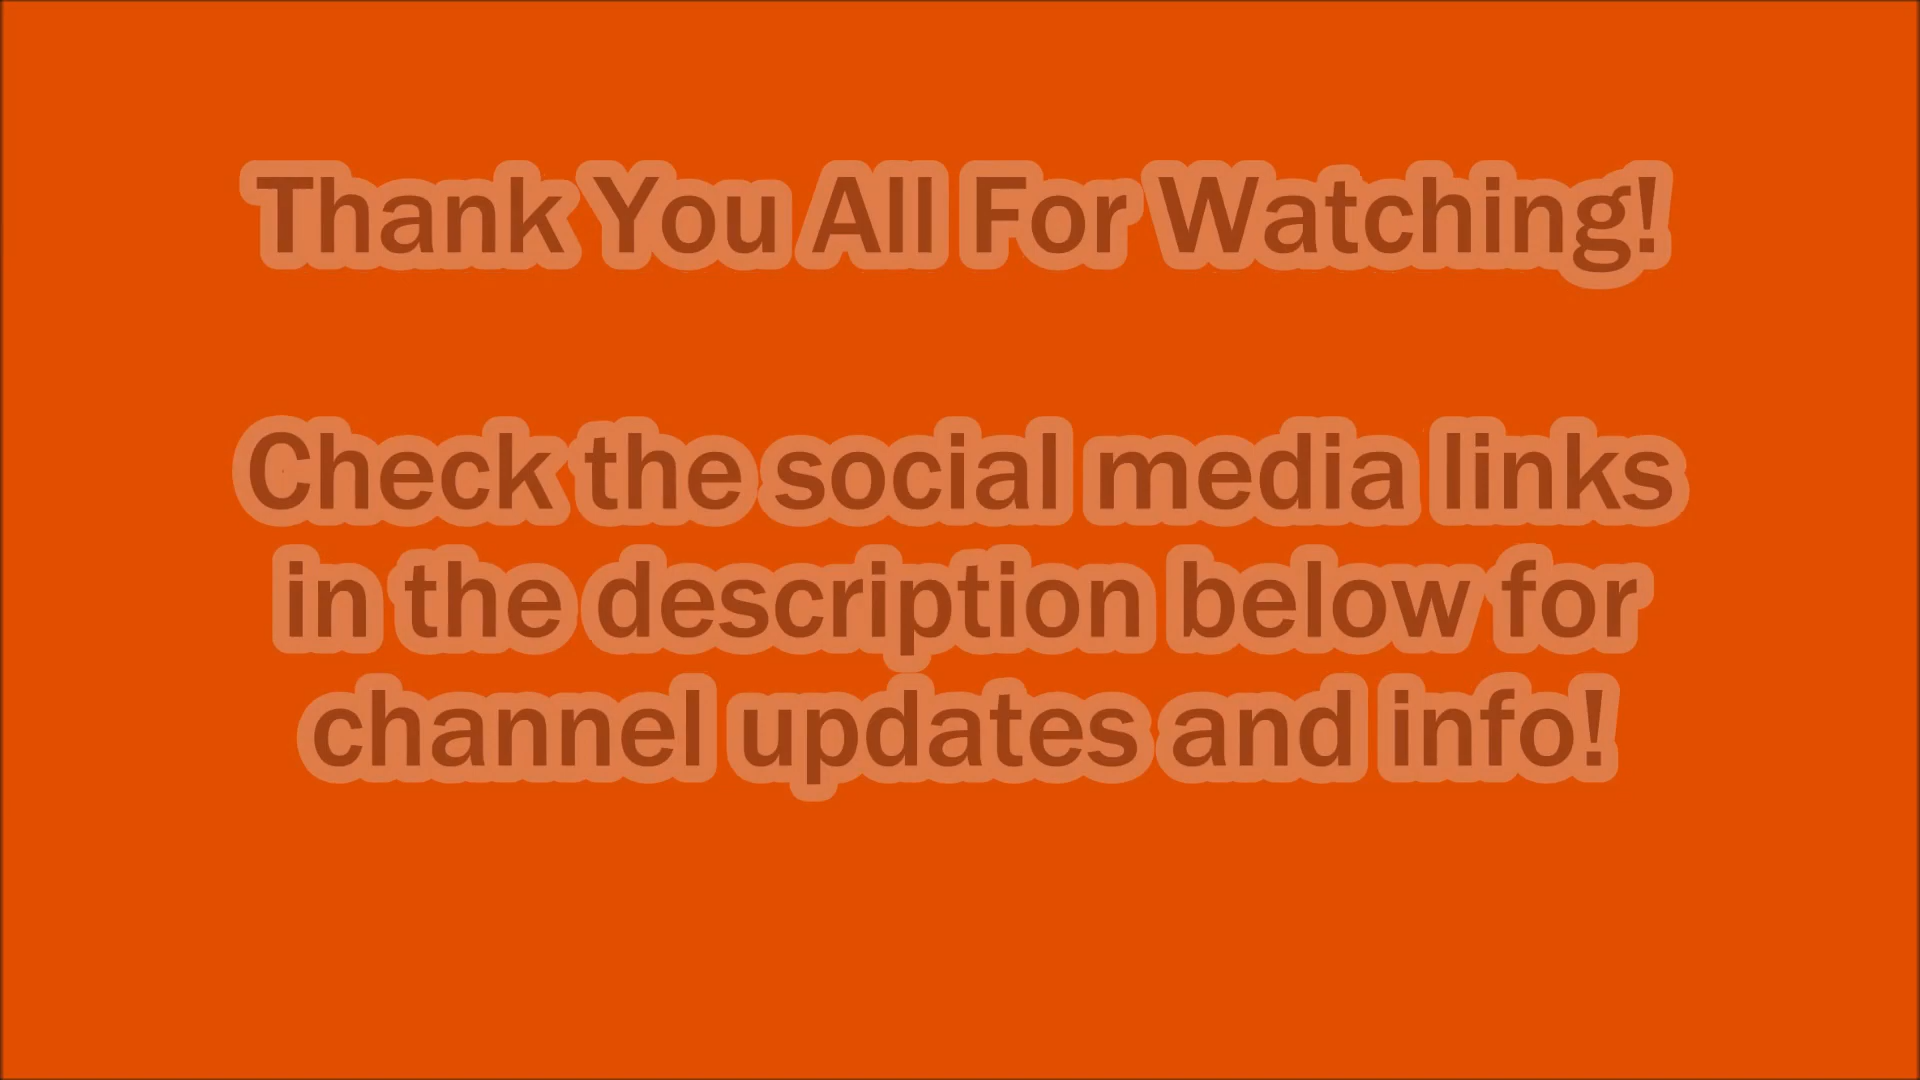 Thank You All For Watching!
Check the social media links
in the description below for
channel updates and info!